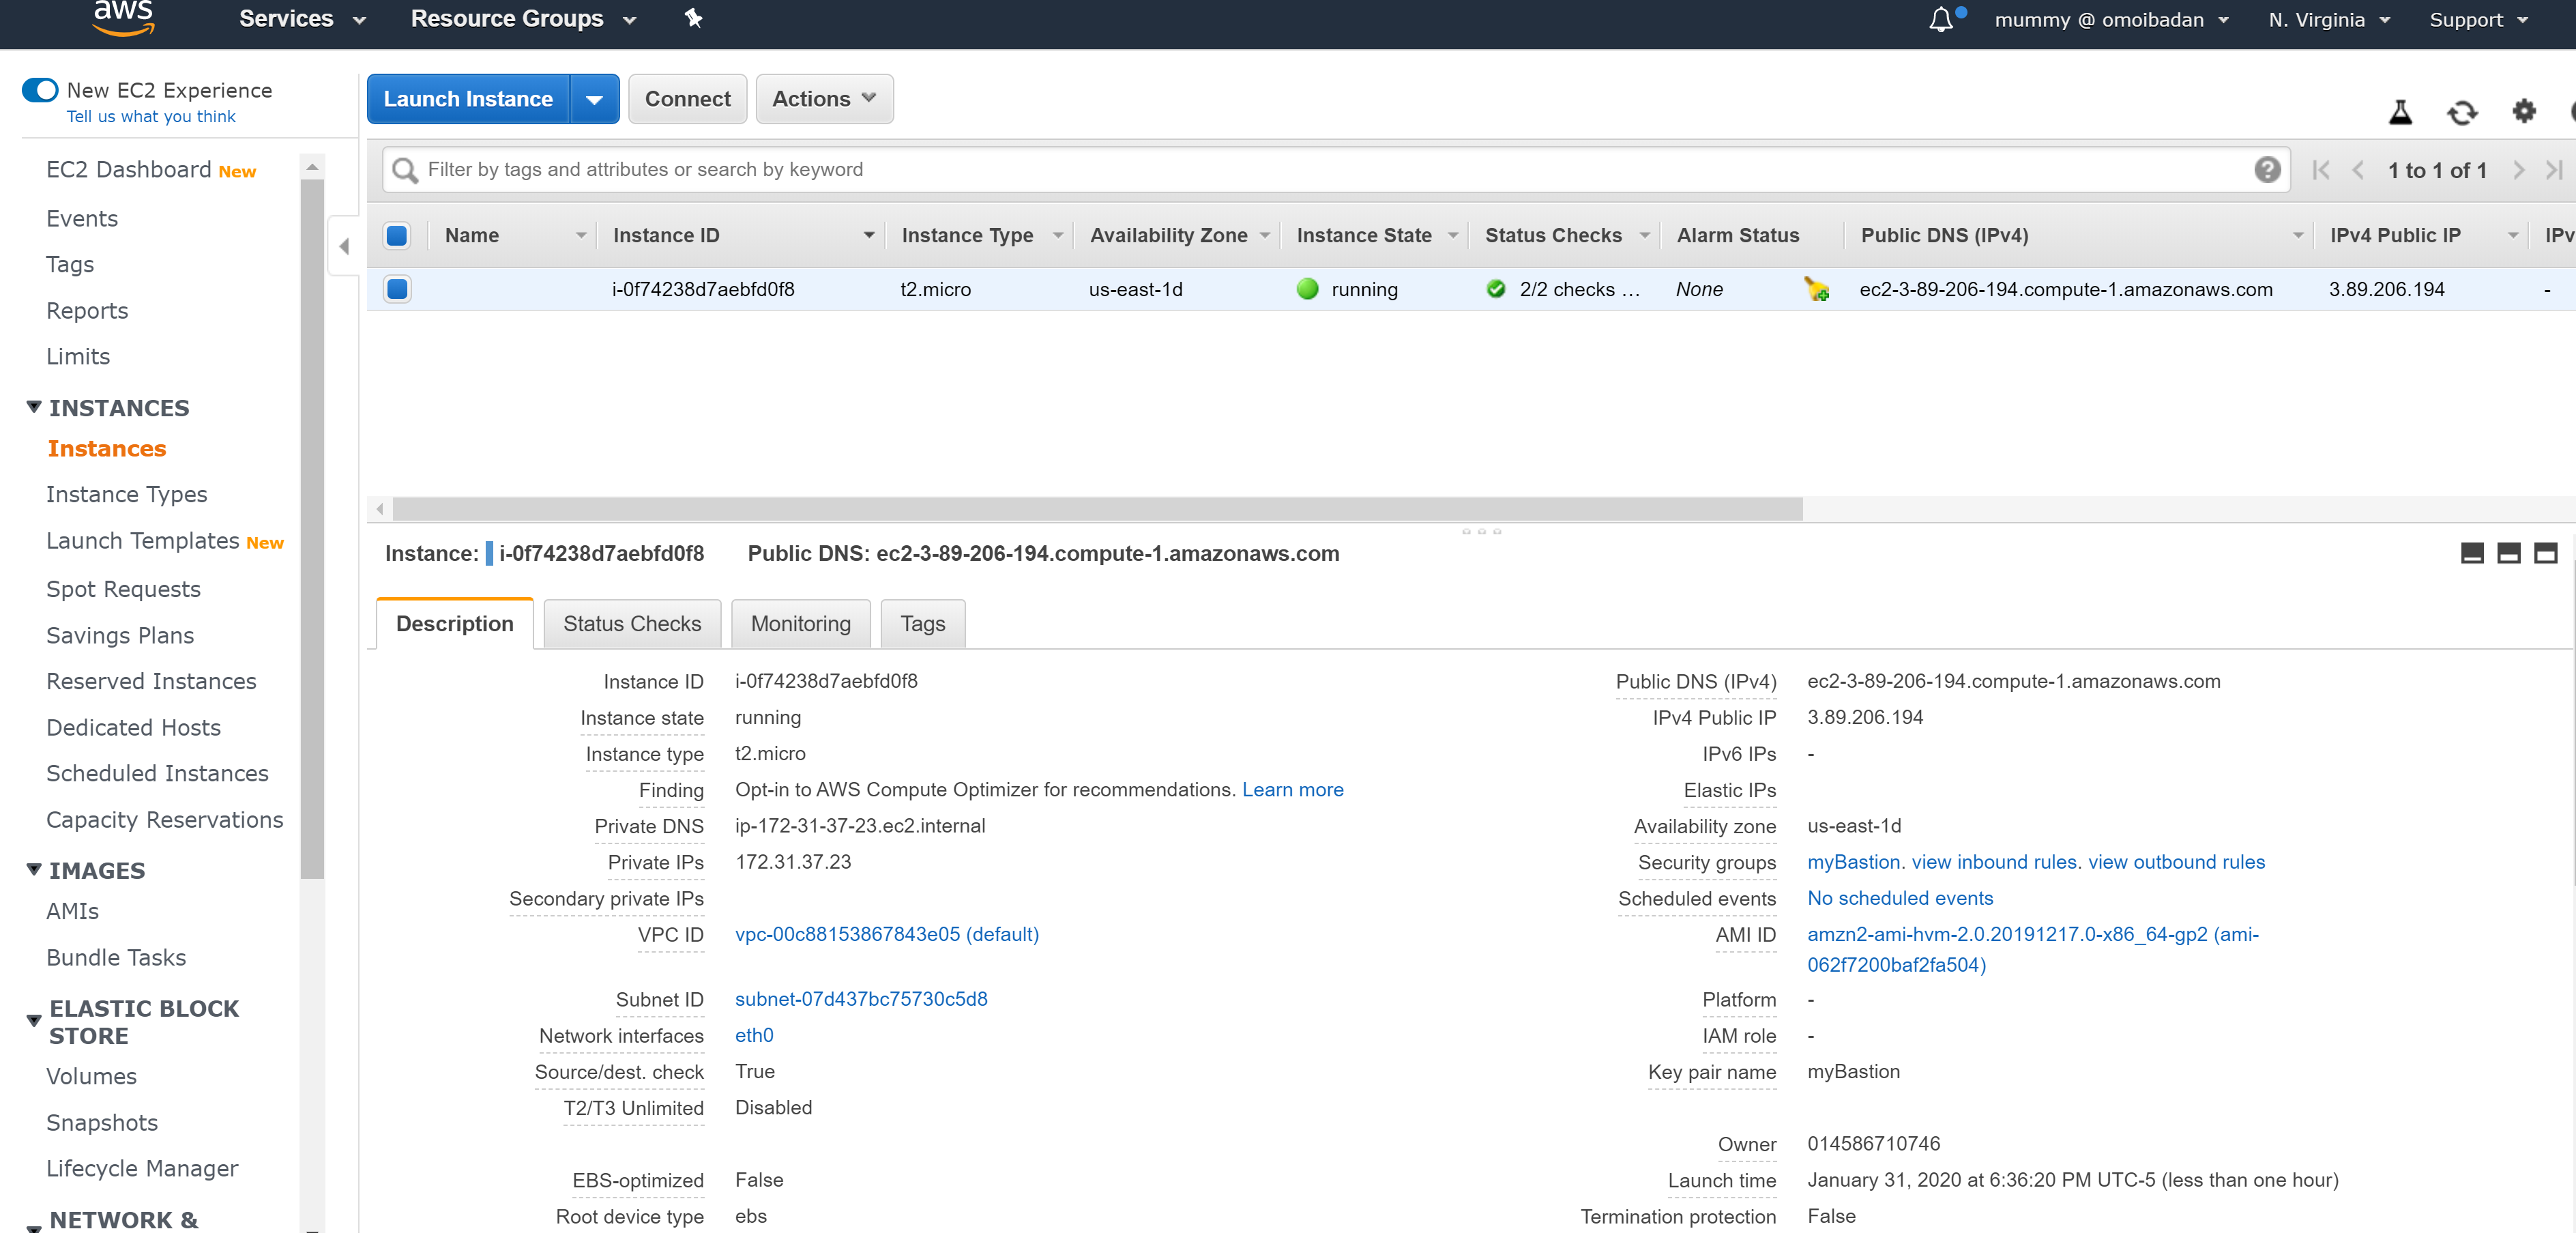 aws Services Resource Groups mummy @ omoibadan N. Virginia Support
New EC2 Experience
Tell us what you think
EC2 Dashboard New
Events
Tags
Reports
Limits
INSTANCES
Instances
Instance Types
Launch Templates New
Spot Requests
Savings Plans
Reserved Instances
Dedicated Hosts
Scheduled Instances
Capacity Reservations
IMAGES
AMIs
Bundle Tasks
ELASTIC BLOCK
STORE
Volumes
Snapshots
Lifecycle Manager
NETWORK &
Launch Instance Connect Actions
Filter by tags and attributes or search by keyword 1 to 1 of 1
Name Instance ID Instance Type Availability Zone Instance State Status Checks Alarm Status Public DNS (IPv4) IPv4 Public IP IPv
i-0f74238d7aebfd0f8 t2.micro us-east-1d running 2/2 checks ... None ec2-3-89-206-194.compute-1.amazonaws.com 3.89.206.194 -
Instance: i-0f74238d7aebfd0f8 Public DNS: ec2-3-89-206-194.compute-1.amazonaws.com
Description Status Checks Monitoring Tags
Instance ID i-0f74238d7aebfd0f8
Instance state running
Instance type t2.micro
Finding Opt-in to AWS Compute Optimizer for recommendations. Learn more
Private DNS ip-172-31-37-23.ec2.internal
Private IPs 172.31.37.23
Secondary private IPs
VPC ID vpc-00c88153867843e05 (default)
Subnet ID subnet-07d437bc75730c5d8
Network interfaces eth0
Source/dest. check True
T2/T3 Unlimited Disabled
EBS-optimized False
Root device type ebs
Public DNS (IPv4) ec2-3-89-206-194.compute-1.amazonaws.com
IPv4 Public IP 3.89.206.194
IPv6 IPs -
Elastic IPs
Availability zone us-east-1d
Security groups myBastion. view inbound rules. view outbound rules
Scheduled events No scheduled events
AMI ID amzn2-ami-hvm-2.0.20191217.0-x86_64-gp2 (ami-
062f7200baf2fa504)
Platform -
IAM role -
Key pair name myBastion
Owner 014586710746
Launch time January 31, 2020 at 6:36:20 PM UTC-5 (less than one hour)
Termination protection False